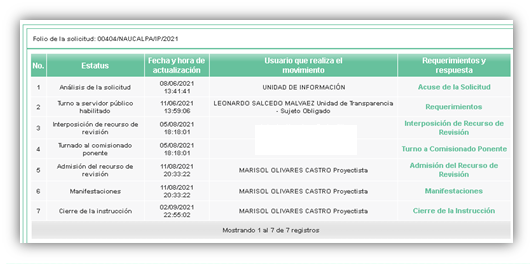 Folio de la solicitud: 00404/NAUCALPA/IP/2021
No. Estatus Fecha y hora de actualización Usuario que realiza el movimiento Requerimientos y respuesta
1 Análisis de la solicitud 08/06/2021 13:41:41 UNIDAD DE INFORMACIÓN Acuse de la Solicitud
2 Turno a servidor público habilitado 11/06/2021 13:59:06 LEONARDO SALCEDO MALVAEZ Unidad de Transparencia - Sujeto Obligado Requerimientos
3 Interposición de recurso de revisión 05/08/2021 18:18:01 Interposición de Recurso de Revisión
4 Turnado al comisionado ponente 05/08/2021 18:18:01 Turno a Comisionado Ponente
5 Admisión del recurso de revisión 11/08/2021 20:33:22 MARISOL OLIVARES CASTRO Proyectista Admisión del Recurso de Revisión
6 Manifestaciones 11/08/2021 20:33:22 MARISOL OLIVARES CASTRO Proyectista Manifestaciones
7 Cierre de la instrucción 02/09/2021 22:55:02 MARISOL OLIVARES CASTRO Proyectista Cierre de la Instrucción
Mostrando 1 al 7 de 7 registros